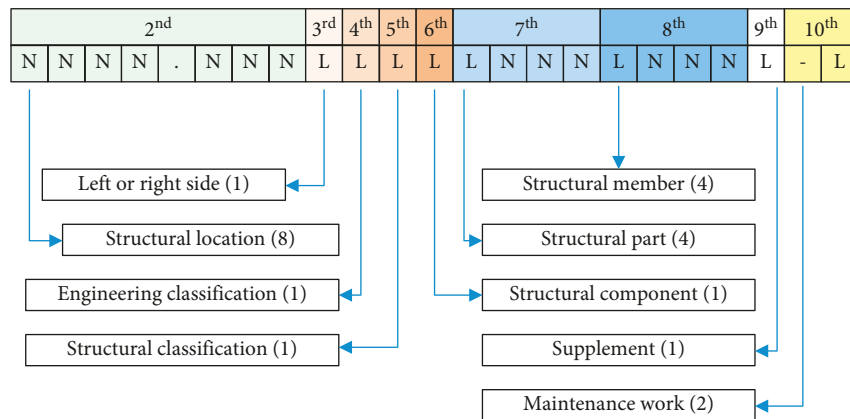 2nd 3rd 4th 5th 6th 7th 8th 9th 10th
N N N N . N N N L L L L L N N N L N N N L - L
Left or right side (1) Structural member (4)
Structural location (8) Structural part (4)
Engineering classification (1) Structural component (1)
Structural classification (1) Supplement (1)
Maintenance work (2)